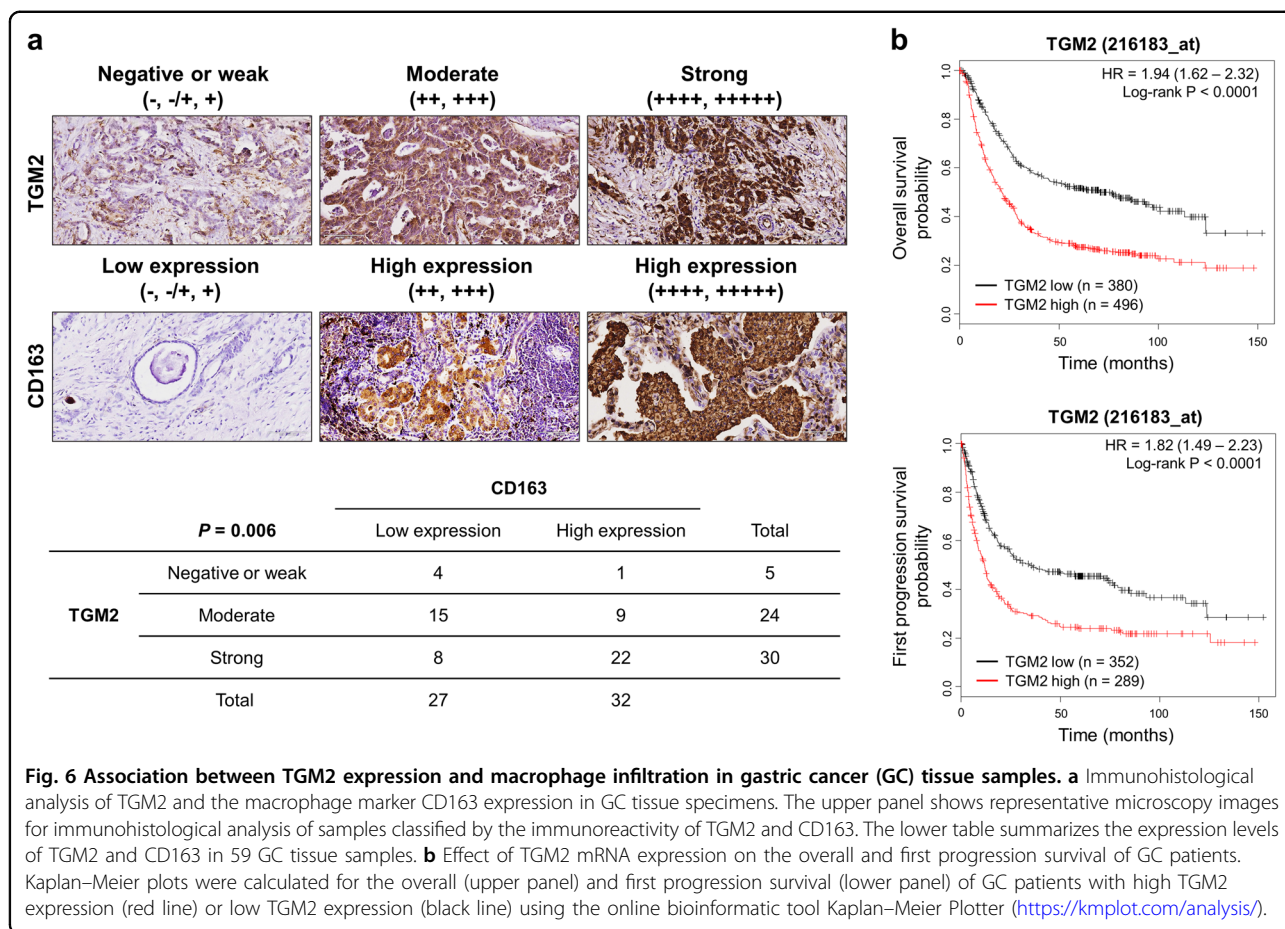 a
Negative or weak
(-, -/+, +)
Moderate
(++, +++)
Strong
(++++, +++++)
TGM2
Low expression
(-, -/+, +)
High expression
(++, +++)
High expression
(++++, +++++)
CD163
CD163
P = 0.006
Low expression
High expression
Total
TGM2
Negative or weak 4 1 5
Moderate 15 9 24
Strong 8 22 30
Total 27 32
b
TGM2 (216183_at)
HR = 1.94 (1.62 – 2.32)
Log-rank P < 0.0001
Overall survival
probability
1.0
0.8
0.6
0.4
0.2
0.0
TGM2 low (n = 380)
TGM2 high (n = 496)
0 50 100 150
Time (months)
TGM2 (216183_at)
HR = 1.82 (1.49 – 2.23)
Log-rank P < 0.0001
First progression survival
probability
1.0
0.8
0.6
0.4
0.2
0.0
TGM2 low (n = 352)
TGM2 high (n = 289)
0 50 100 150
Time (months)
Fig. 6 Association between TGM2 expression and macrophage infiltration in gastric cancer (GC) tissue samples. a Immunohistological
analysis of TGM2 and the macrophage marker CD163 expression in GC tissue specimens. The upper panel shows representative microscopy images
for immunohistological analysis of samples classified by the immunoreactivity of TGM2 and CD163. The lower table summarizes the expression levels
of TGM2 and CD163 in 59 GC tissue samples. b Effect of TGM2 mRNA expression on the overall and first progression survival of GC patients.
Kaplan–Meier plots were calculated for the overall (upper panel) and first progression survival (lower panel) of GC patients with high TGM2
expression (red line) or low TGM2 expression (black line) using the online bioinformatic tool Kaplan–Meier Plotter (https://kmplot.com/analysis/).